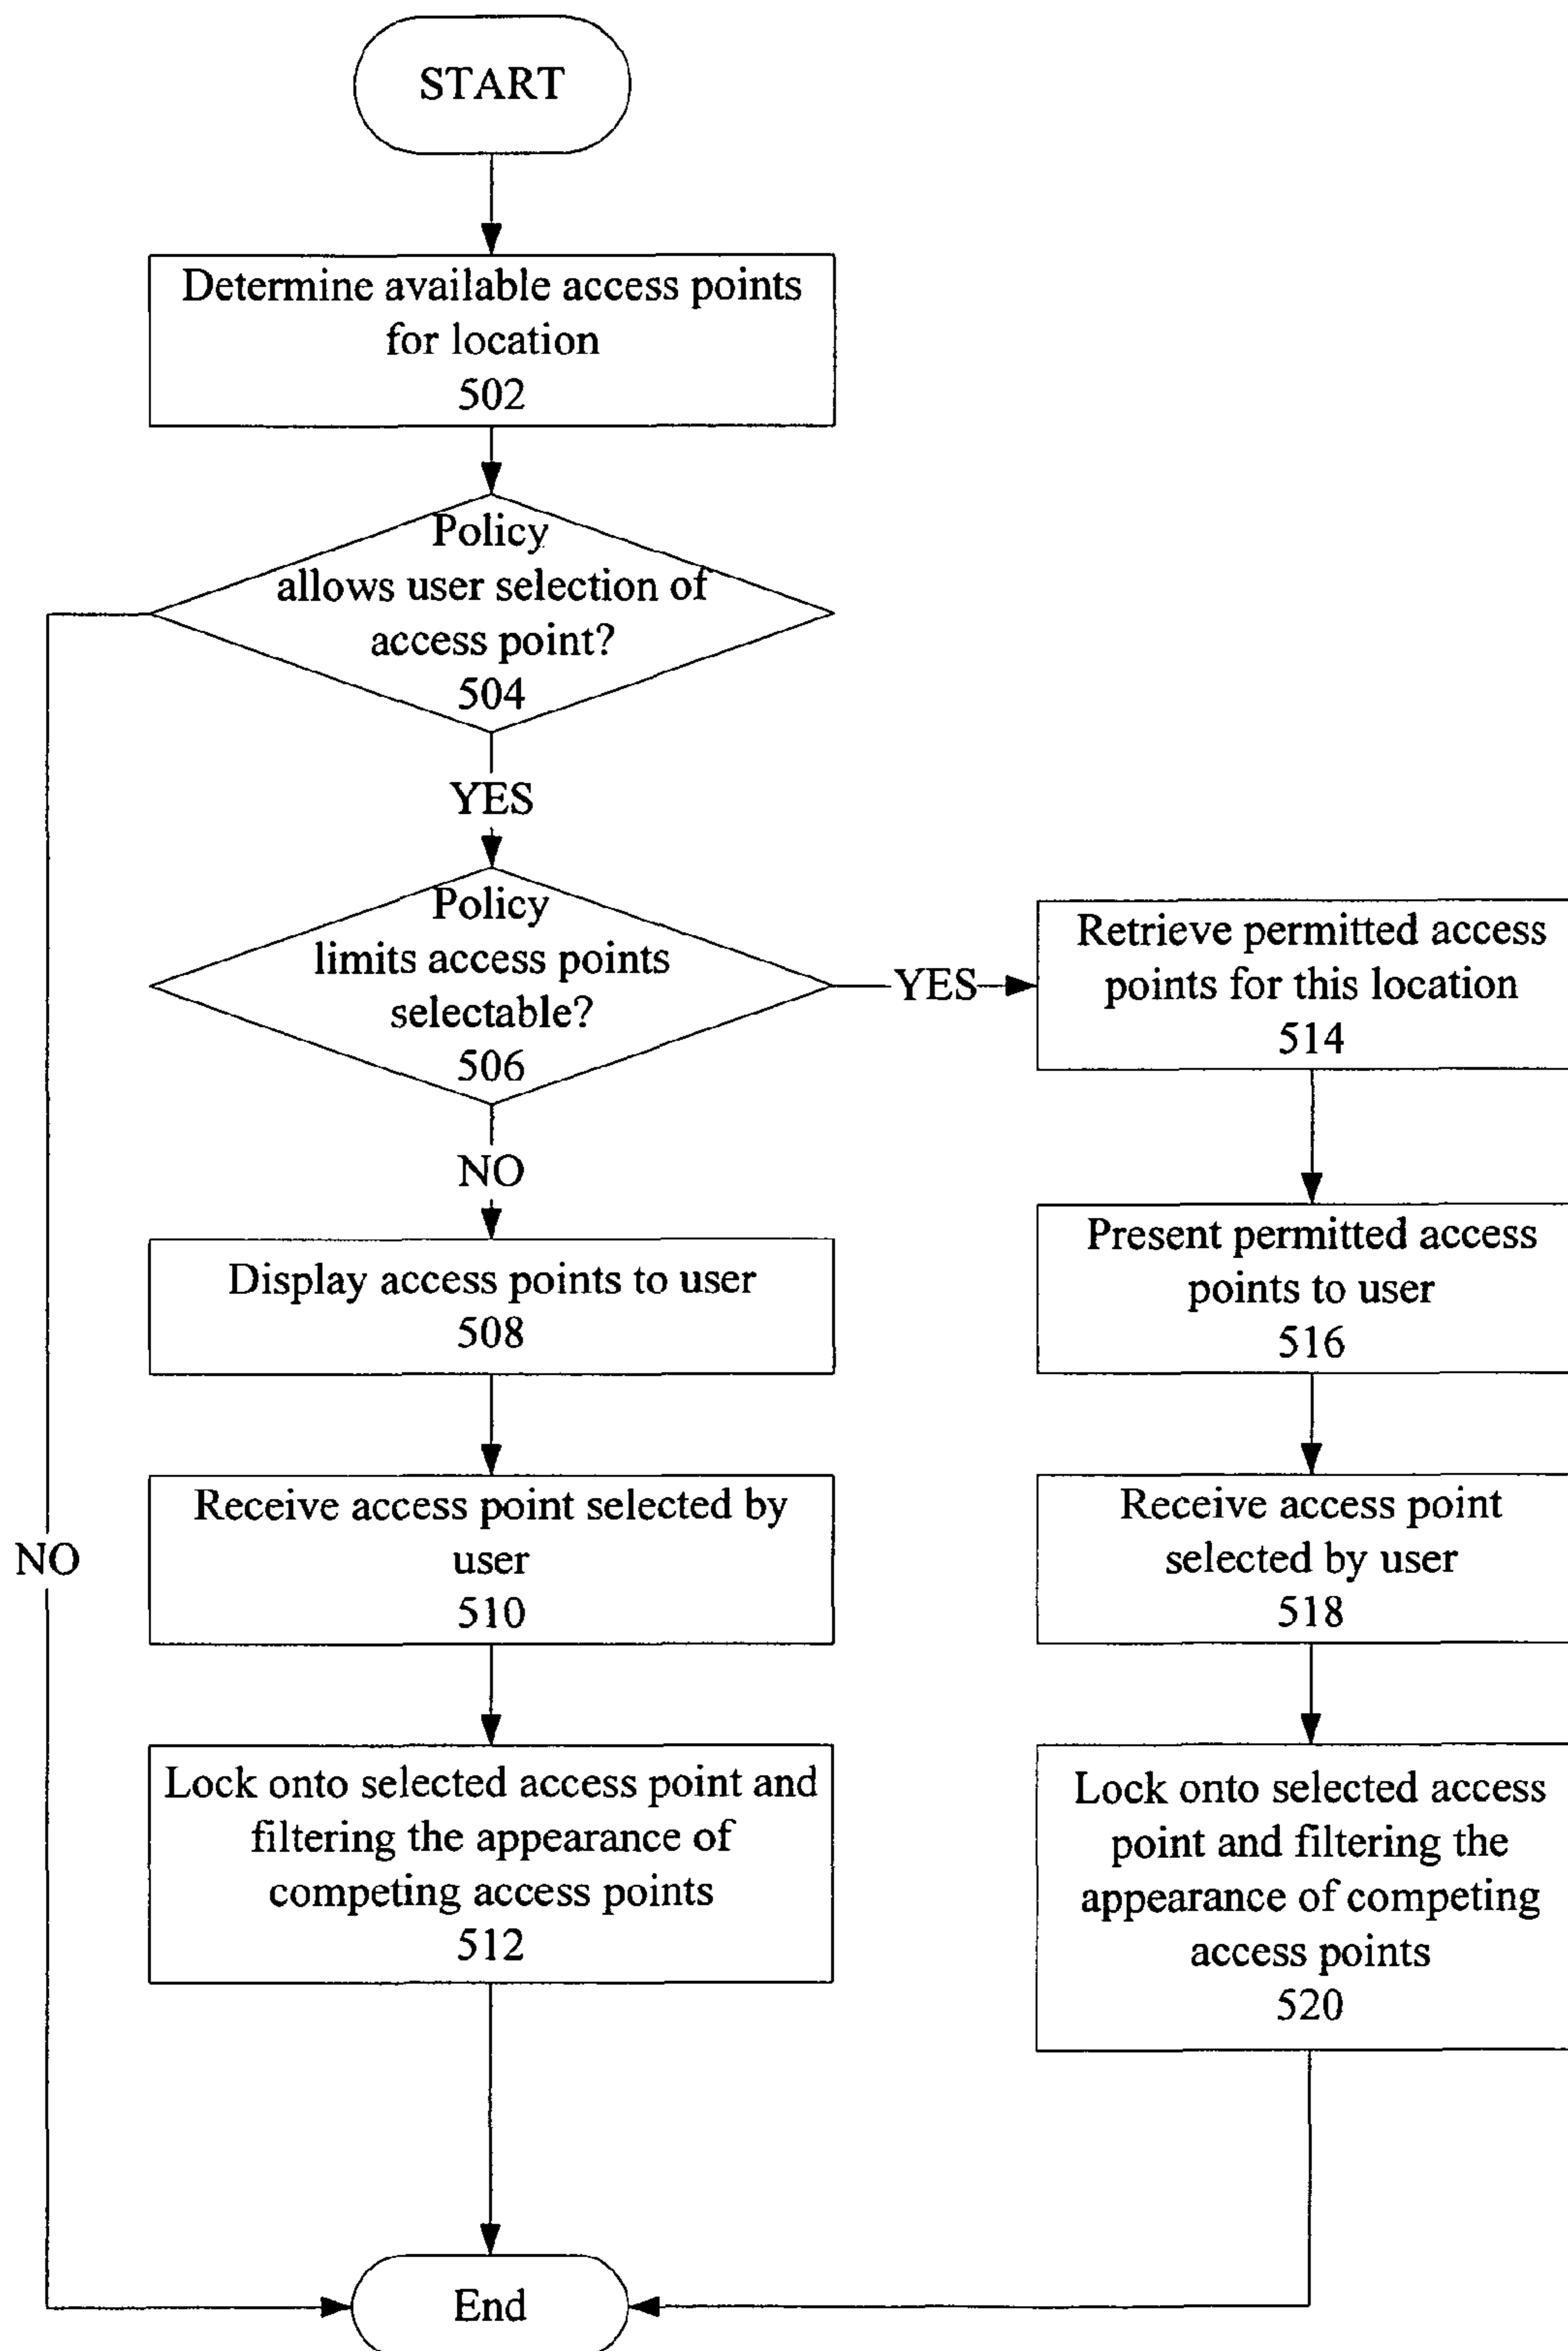 START
Determine available access points
for location
502
Policy
allows user selection of
access point?
504
YES
Policy
limits access points
selectable?
506
YES
Retrieve permitted access
points for this location
514
NO
Display access points to user
508
Present permitted access
points to user
516
Receive access point selected by
user
510
Receive access point
selected by user
518
NO
Lock onto selected access point and
filtering the appearance of
competing access points
512
Lock onto selected access
point and filtering the
appearance of competing
access points
520
End